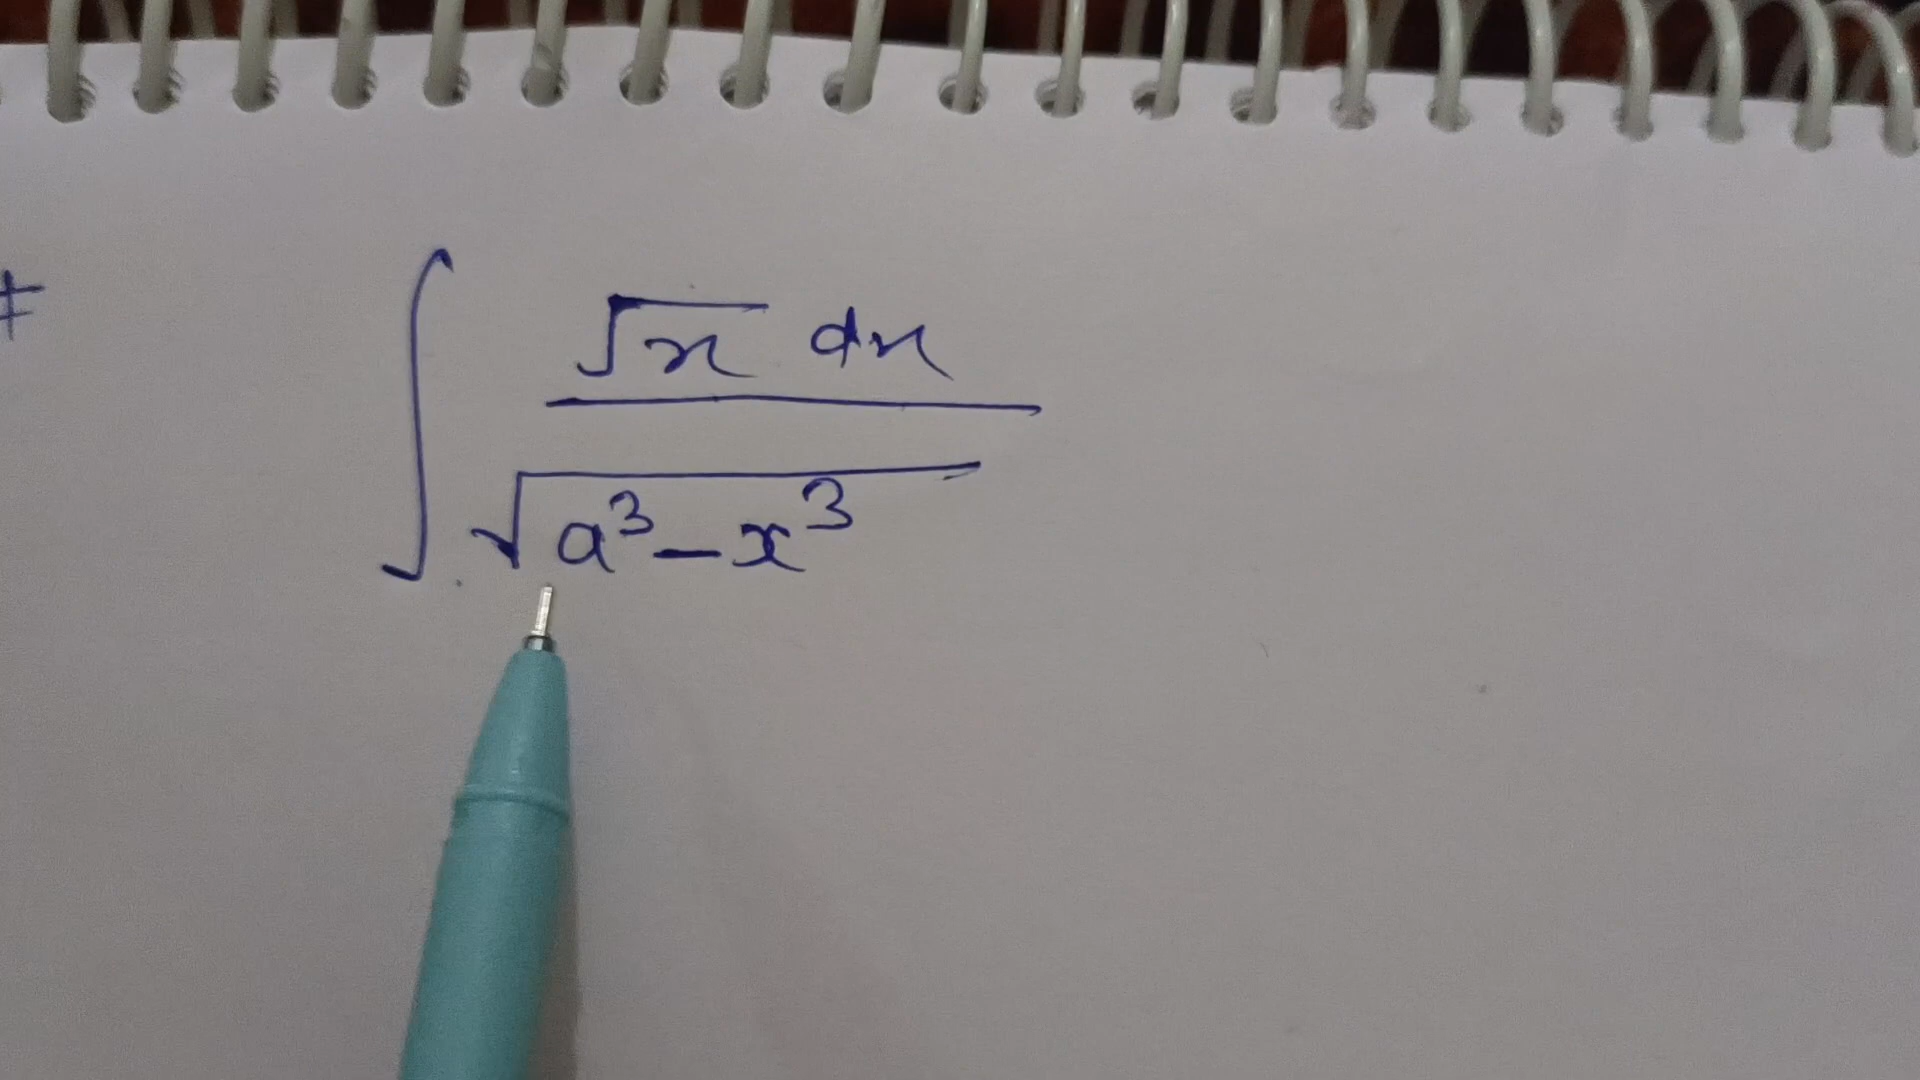 # ∫ √x dx / √(a³ - x³)